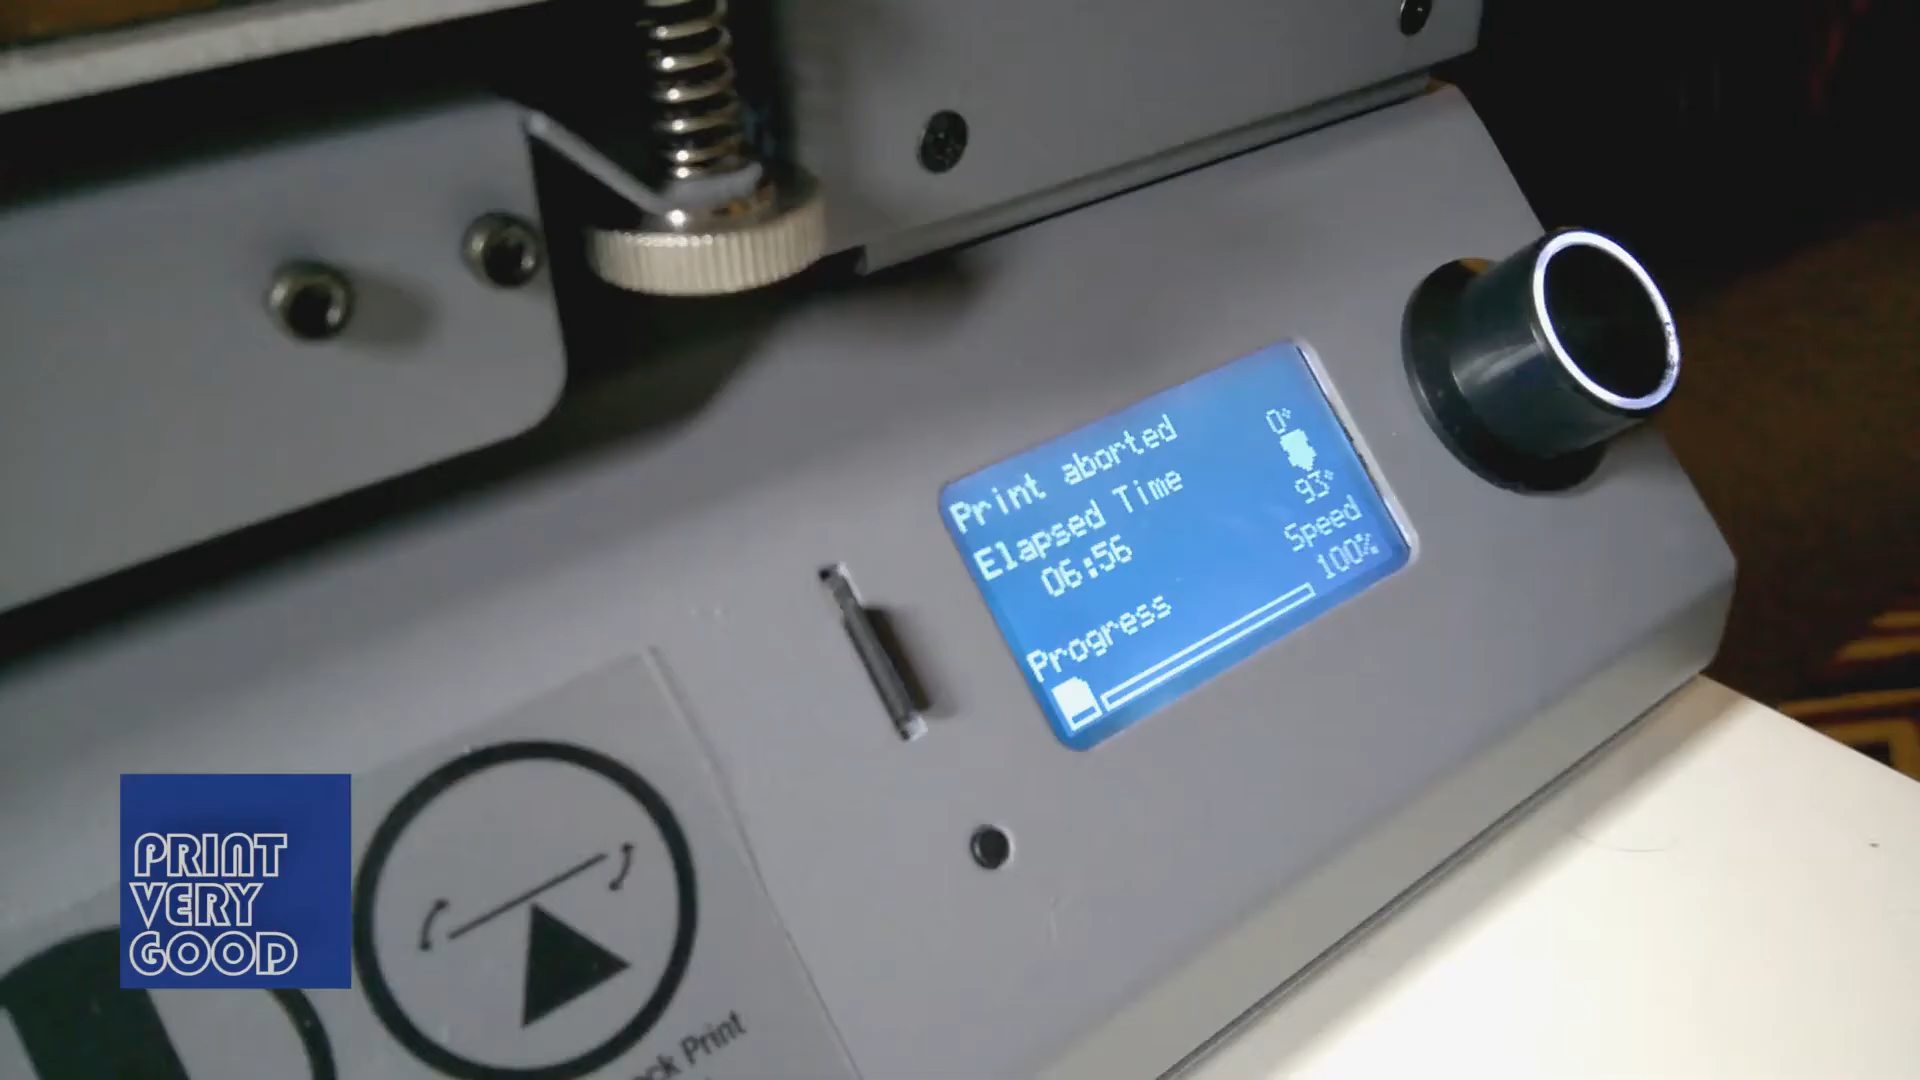 Print aborted
0°
Elapsed Time
93°
06:56
Speed
100%
Progress
PRINT
VERY
GOOD
Print